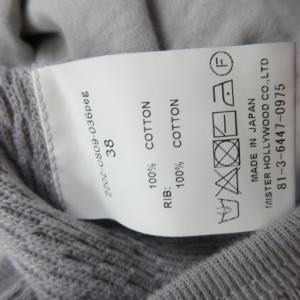 2202-0809-036peg
38
100% COTTON
RIB:
100% COTTON
F
MADE IN JAPAN
MISTER HOLLYWOOD CO.,LTD
81-3-6447-0975